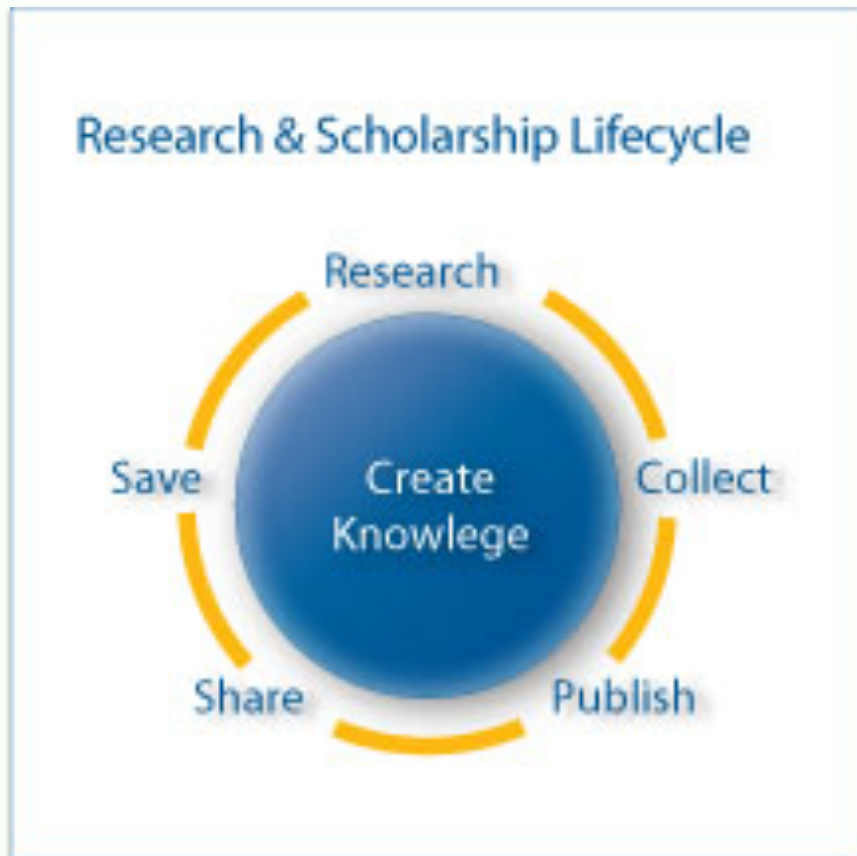 Research & Scholarship Lifecycle
Research
Save
Create
Knowlege
Collect
Share
Publish